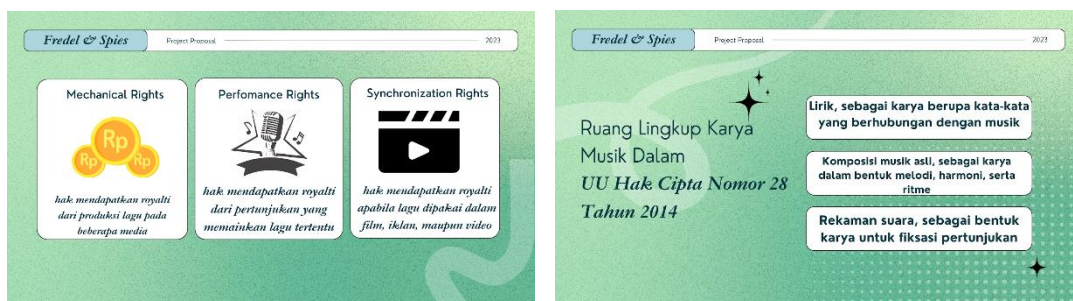 Fredel & Spies
Project Proposal
2023
Mechanical Rights
Rp
Rp
Rp
hak mendapatkan royalti
dari produksi lagu pada
beberapa media
Perfomance Rights
hak mendapatkan royalti
dari pertunjukan yang
memainkan lagu tertentu
Synchronization Rights
hak mendapatkan royalti
apabila lagu dipakai dalam
film, iklan, maupun video
Fredel & Spies
Project Proposal
2023
Ruang Lingkup Karya
Musik Dalam
UU Hak Cipta Nomor 28
Tahun 2014
Lirik, sebagai karya berupa kata-kata
yang berhubungan dengan musik
Komposisi musik asli, sebagai karya
dalam bentuk melodi, harmoni, serta
ritme
Rekaman suara, sebagai bentuk
karya untuk fiksasi pertunjukan